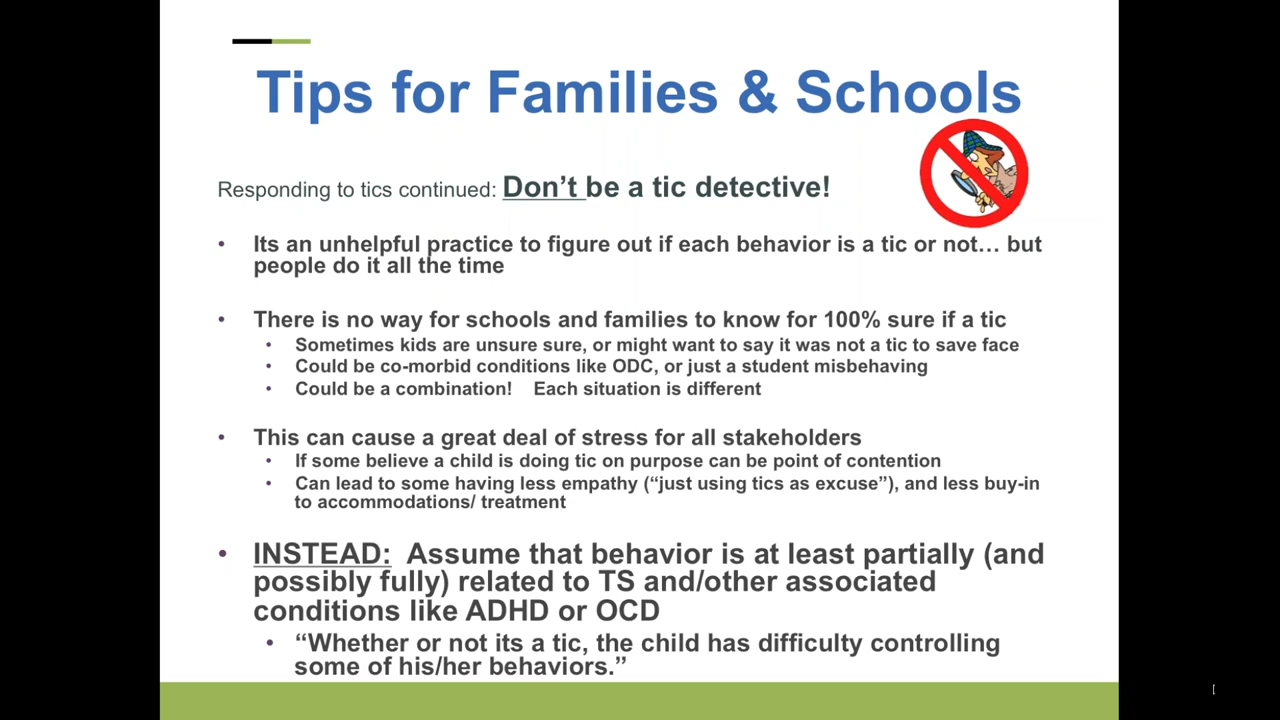 Tips for Families & Schools
Responding to tics continued: Don’t be a tic detective!
• Its an unhelpful practice to figure out if each behavior is a tic or not… but
people do it all the time
• There is no way for schools and families to know for 100% sure if a tic
• Sometimes kids are unsure sure, or might want to say it was not a tic to save face
• Could be co-morbid conditions like ODC, or just a student misbehaving
• Could be a combination! Each situation is different
• This can cause a great deal of stress for all stakeholders
• If some believe a child is doing tic on purpose can be point of contention
• Can lead to some having less empathy (“just using tics as excuse”), and less buy-in
to accommodations/ treatment
• INSTEAD: Assume that behavior is at least partially (and
possibly fully) related to TS and/other associated
conditions like ADHD or OCD
• “Whether or not its a tic, the child has difficulty controlling
some of his/her behaviors.”